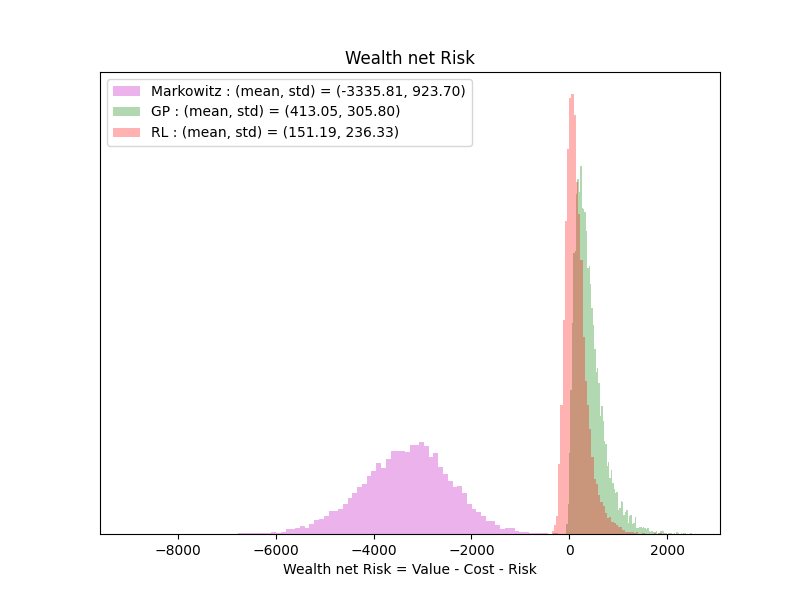 Wealth net Risk
Markowitz : (mean, std) = (-3335.81, 923.70)
GP : (mean, std) = (413.05, 305.80)
RL : (mean, std) = (151.19, 236.33)
−8000 −6000 −4000 −2000 0 2000
Wealth net Risk = Value - Cost - Risk